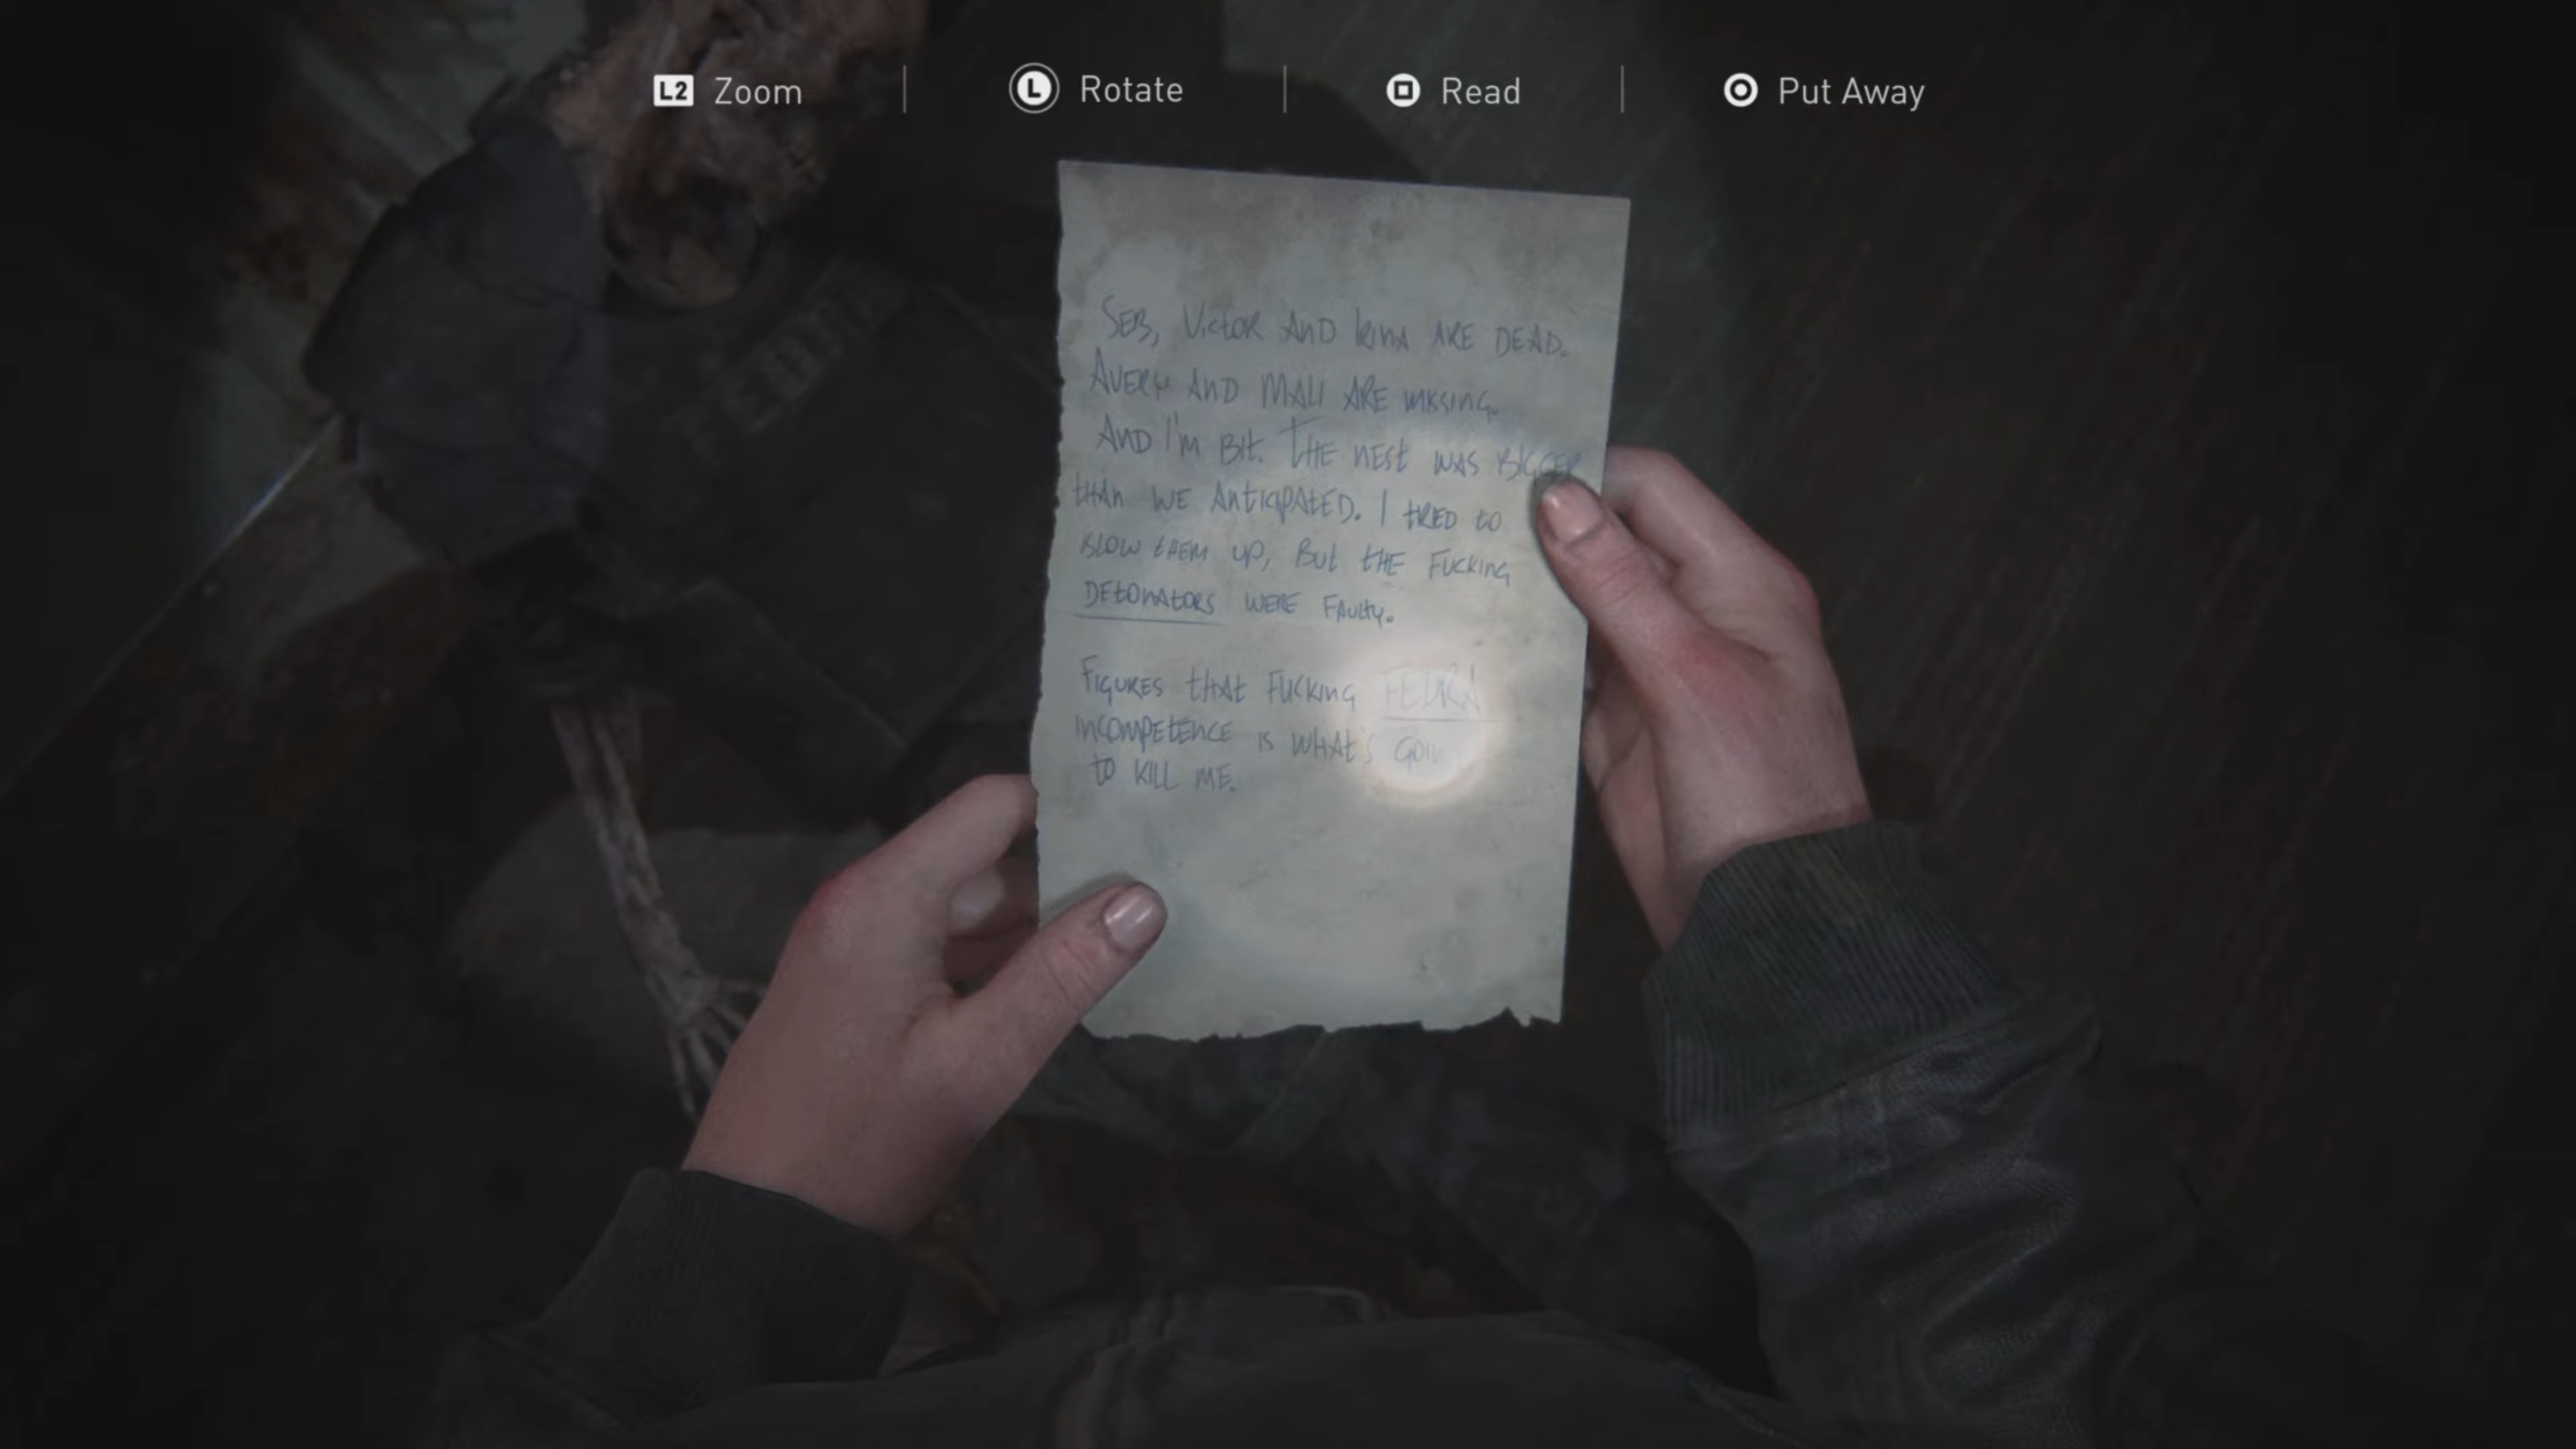 L2 Zoom L Rotate Read Put Away
FEDRA
SEB, VICTOR AND IRINA ARE DEAD.
AVERY AND MALI ARE MISSING.
AND I'M BIT. THE NEST WAS BIGGER
THAN WE ANTICIPATED. I TRIED TO
BLOW THEM UP, BUT THE FUCKING
DETONATORS WERE FAULTY.
FIGURES THAT FUCKING FEDRA
INCOMPETENCE IS WHAT'S
TO KILL ME.